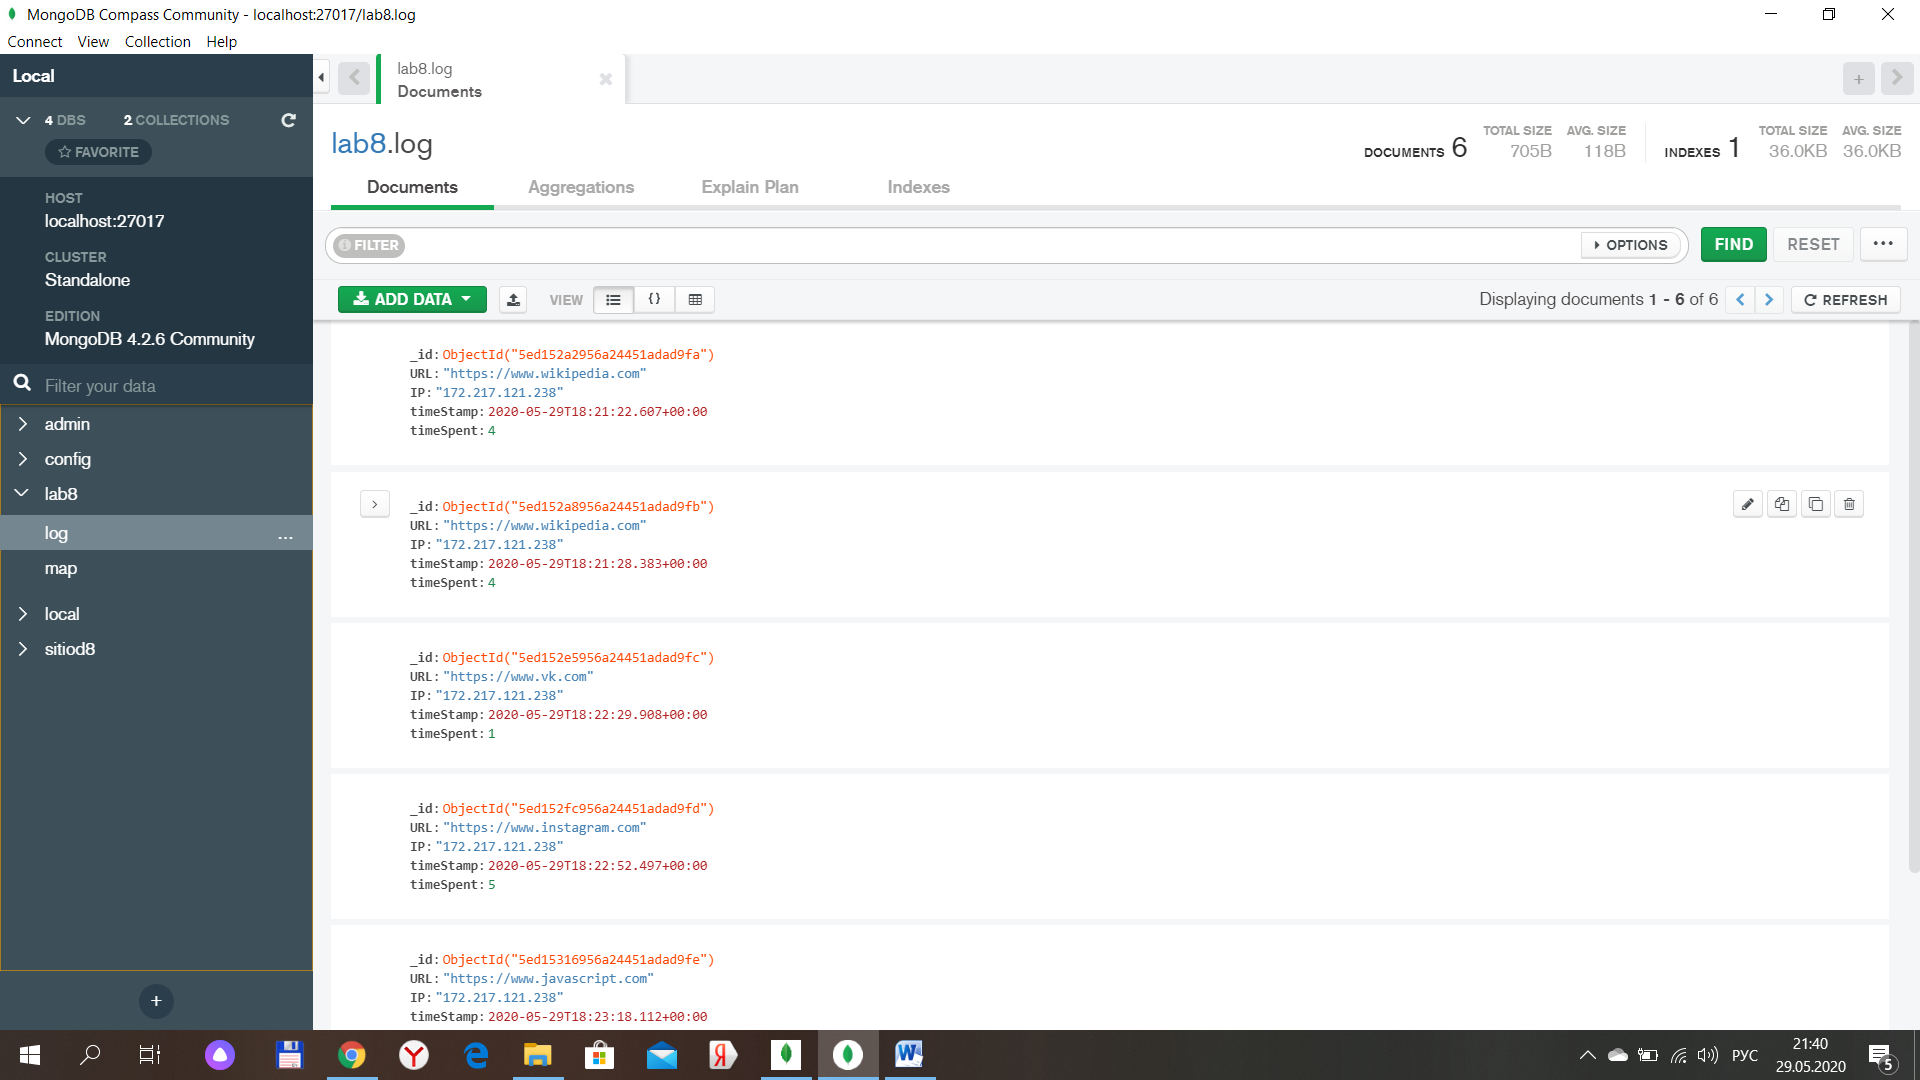 MongoDB Compass Community - localhost:27017/lab8.log
Connect View Collection Help
Local
4 DBS 2 COLLECTIONS
FAVORITE
HOST
localhost:27017
CLUSTER
Standalone
EDITION
MongoDB 4.2.6 Community
Filter your data
admin
config
lab8
log ...
map
local
sitiod8
+
lab8.log
Documents
+
lab8.log
DOCUMENTS 6
TOTAL SIZE AVG. SIZE
705B 118B
INDEXES 1
TOTAL SIZE AVG. SIZE
36.0KB 36.0KB
Documents Aggregations Explain Plan Indexes
FILTER OPTIONS FIND RESET ...
ADD DATA VIEW {} Displaying documents 1 - 6 of 6 REFRESH
_id: ObjectId("5ed152a2956a24451adad9fa")
URL: "https://www.wikipedia.com"
IP: "172.217.121.238"
timeStamp: 2020-05-29T18:21:22.607+00:00
timeSpent: 4
_id: ObjectId("5ed152a8956a24451adad9fb")
URL: "https://www.wikipedia.com"
IP: "172.217.121.238"
timeStamp: 2020-05-29T18:21:28.383+00:00
timeSpent: 4
_id: ObjectId("5ed152e5956a24451adad9fc")
URL: "https://www.vk.com"
IP: "172.217.121.238"
timeStamp: 2020-05-29T18:22:29.908+00:00
timeSpent: 1
_id: ObjectId("5ed152fc956a24451adad9fd")
URL: "https://www.instagram.com"
IP: "172.217.121.238"
timeStamp: 2020-05-29T18:22:52.497+00:00
timeSpent: 5
_id: ObjectId("5ed15316956a24451adad9fe")
URL: "https://www.javascript.com"
IP: "172.217.121.238"
timeStamp: 2020-05-29T18:23:18.112+00:00
РУС
21:40
29.05.2020
5